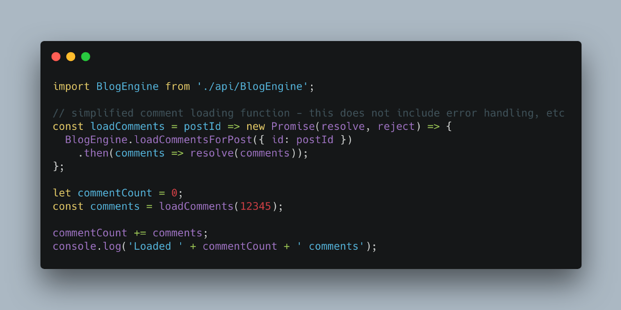 import BlogEngine from './api/BlogEngine';
// simplified comment loading function - this does not include error handling, etc
const loadComments = postId => new Promise(resolve, reject) => {
  BlogEngine.loadCommentsForPost({ id: postId })
    .then(comments => resolve(comments));
};
let commentCount = 0;
const comments = loadComments(12345);
commentCount += comments;
console.log('Loaded ' + commentCount + ' comments');